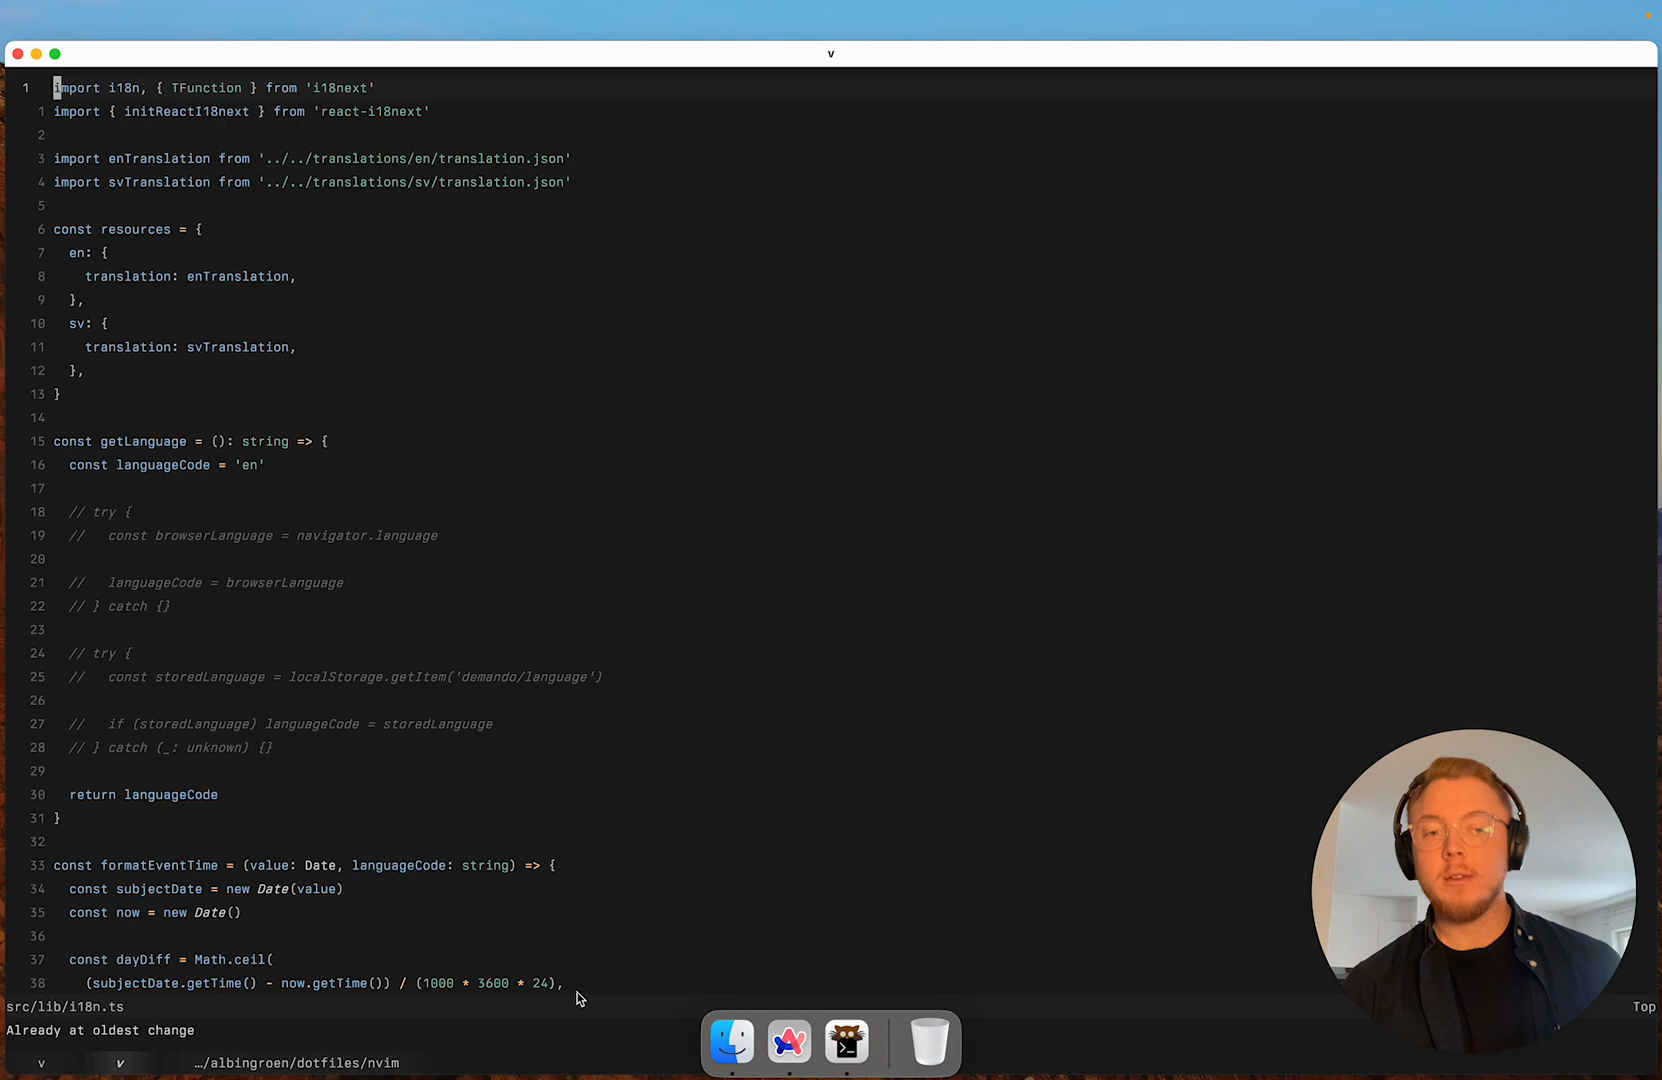 v
1 import i18n, { TFunction } from 'i18next'
1 import { initReactI18next } from 'react-i18next'
2
3 import enTranslation from '../../translations/en/translation.json'
4 import svTranslation from '../../translations/sv/translation.json'
5
6 const resources = {
7 en: {
8 translation: enTranslation,
9 },
10 sv: {
11 translation: svTranslation,
12 },
13 }
14
15 const getLanguage = (): string => {
16 const languageCode = 'en'
17
18 // try {
19 // const browserLanguage = navigator.language
20
21 // languageCode = browserLanguage
22 // } catch {}
23
24 // try {
25 // const storedLanguage = localStorage.getItem('demando/language')
26
27 // if (storedLanguage) languageCode = storedLanguage
28 // } catch (_: unknown) {}
29
30 return languageCode
31 }
32
33 const formatEventTime = (value: Date, languageCode: string) => {
34 const subjectDate = new Date(value)
35 const now = new Date()
36
37 const dayDiff = Math.ceil(
38 (subjectDate.getTime() - now.getTime()) / (1000 * 3600 * 24),
src/lib/i18n.ts Top
Already at oldest change
v v …/albingroen/dotfiles/nvim